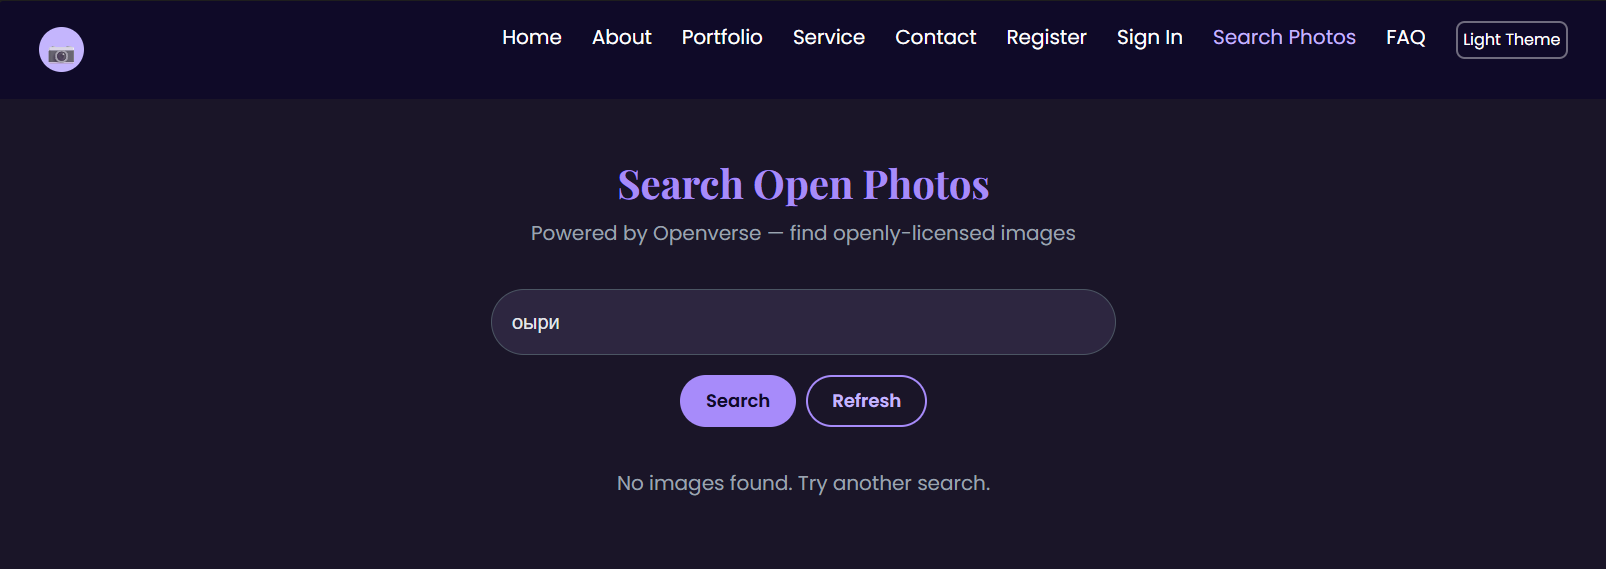 Home About Portfolio Service Contact Register Sign In Search Photos FAQ Light Theme
Search Open Photos
Powered by Openverse — find openly-licensed images
оыри
Search Refresh
No images found. Try another search.